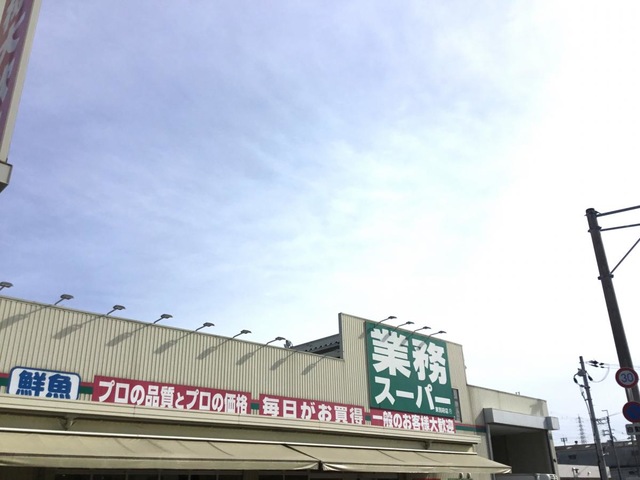 業務
スーパー
鮮魚
プロの品質とプロの価格
毎日がお買得
一般のお客様大歓迎
30